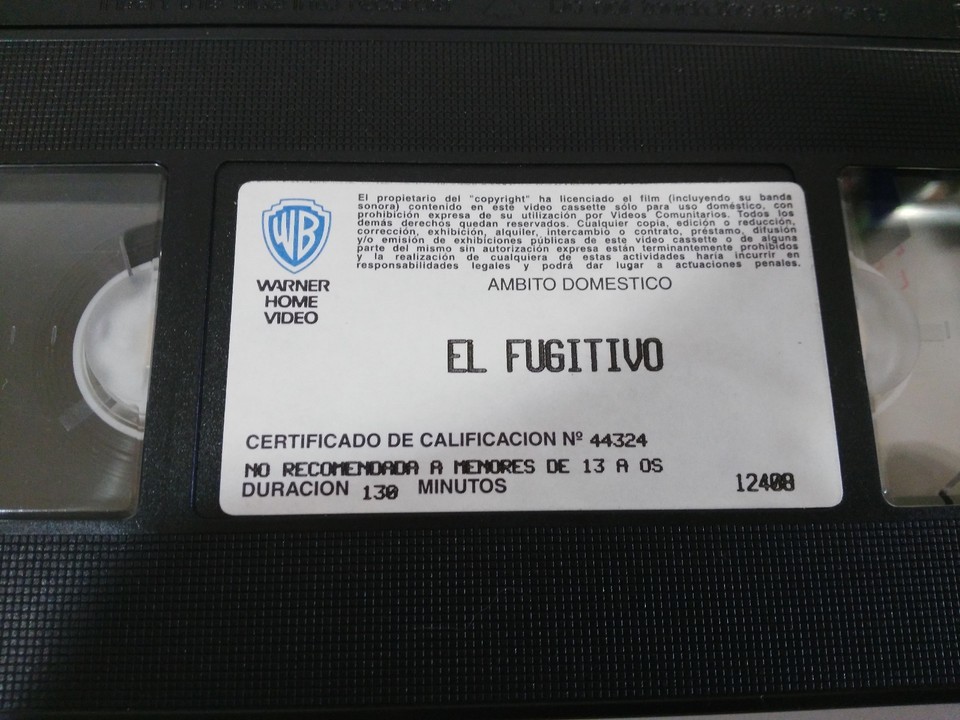 WB
WARNER
HOME
VIDEO
El propietario del "copyright" ha licenciado el film (incluyendo su banda
sonora) contenido en este video cassette sólo para uso doméstico, con
prohibición expresa de su utilización por Videos Comunitarios. Todos los
demás derechos quedan reservados. Cualquier copia, edición o reducción,
corrección, exhibición, alquiler, intercambio o contrato, préstamo, difusión
y/o emisión de exhibiciones públicas de este video cassette o de alguna
parte del mismo sin autorización expresa están terminantemente prohibidos
y la realización de cualquiera de estas actividades haría incurrir en
responsabilidades legales y podrá dar lugar a actuaciones penales.
AMBITO DOMESTICO
EL FUGITIVO
CERTIFICADO DE CALIFICACION Nº 44324
NO RECOMENDADA A MENORES DE 13 A OS
DURACION 130 MINUTOS
12408